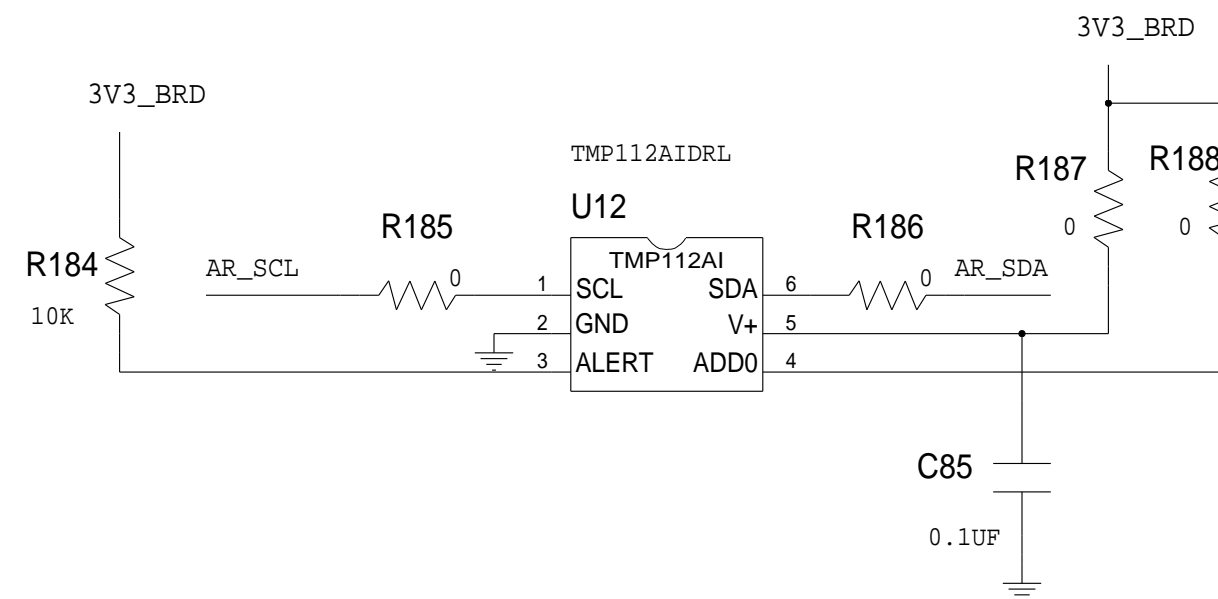 3V3_BRD
3V3_BRD
TMP112AIDRL
R187
R188
U12
R185
R186
0
0
TMP112AI
R184
AR_SCL
0
0
AR_SDA
1
SCL
SDA
6
10K
2
GND
V+
5
3
ALERT
ADD0
4
C85
0.1UF